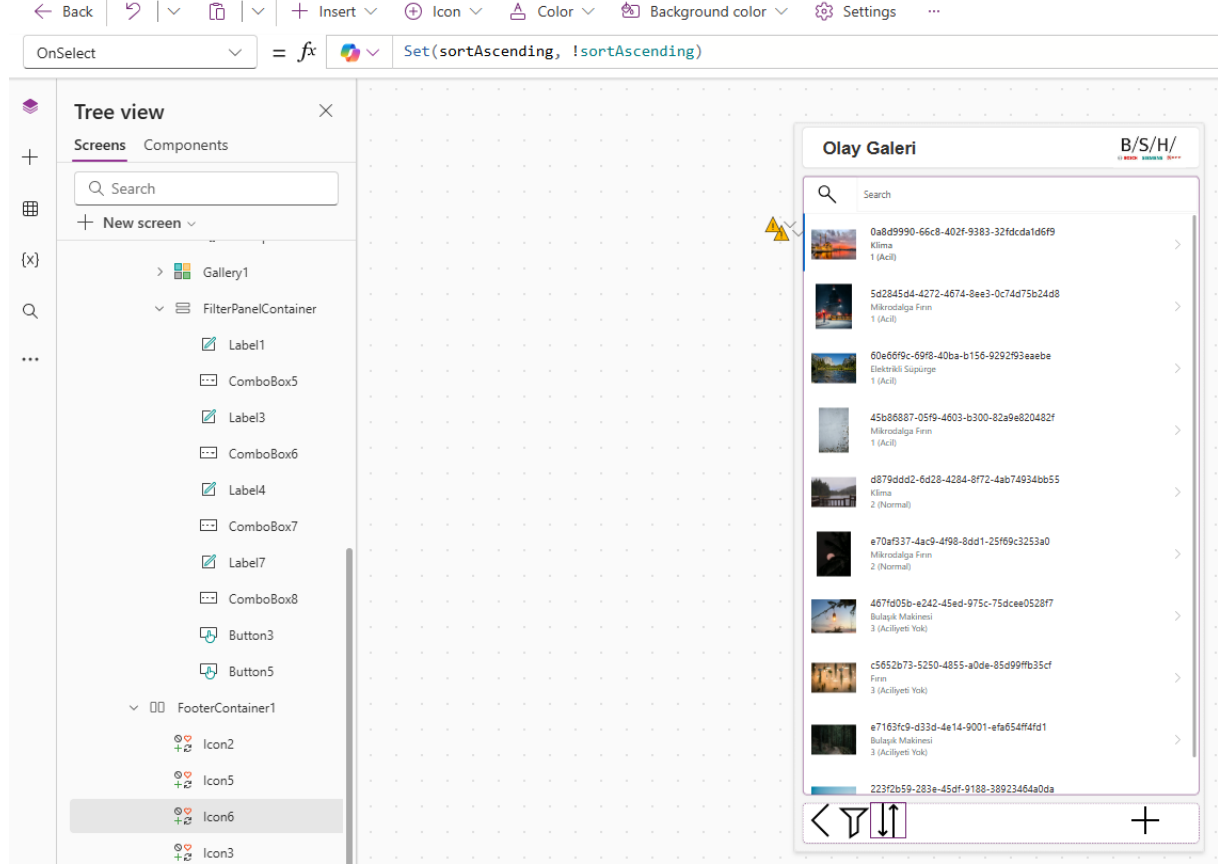 Back Insert Icon Color Background color Settings ...
OnSelect = fx Set(sortAscending, !sortAscending)
Tree view
Screens Components
Search
New screen
{x}
Gallery1
FilterPanelContainer
Label1
ComboBox5
Label3
ComboBox6
Label4
ComboBox7
Label7
ComboBox8
Button3
Button5
FooterContainer1
Icon2
Icon5
Icon6
Icon3
Olay Galeri
B/S/H/
Search
0a8d9990-66c8-402f-9383-32fdcda1d6f9
Klima
1 (Acil)
5d2845d4-4272-4674-8ee3-0c74d75b24d8
Mikrodalga Fırın
1 (Acil)
60e66f9c-69f8-40ba-b156-9292f93eaebe
Elektrikli Süpürge
1 (Acil)
45b86887-05f9-4603-b300-82a9e820482f
Mikrodalga Fırın
1 (Acil)
d879ddd2-6d28-4284-8f72-4ab74934bb55
Klima
2 (Normal)
e70af337-4ac9-4f98-8dd1-25f69c3253a0
Mikrodalga Fırın
2 (Normal)
467fd05b-e242-45ed-975c-75dcee0528f7
Bulaşık Makinesi
3 (Aciliyeti Yok)
c5652b73-5250-4855-a0de-85d99ffb35cf
Fırın
3 (Aciliyeti Yok)
e7163fc9-d33d-4e14-9001-efa654ff4fd1
Bulaşık Makinesi
3 (Aciliyeti Yok)
223f2b59-283e-45df-9188-38923464a0da